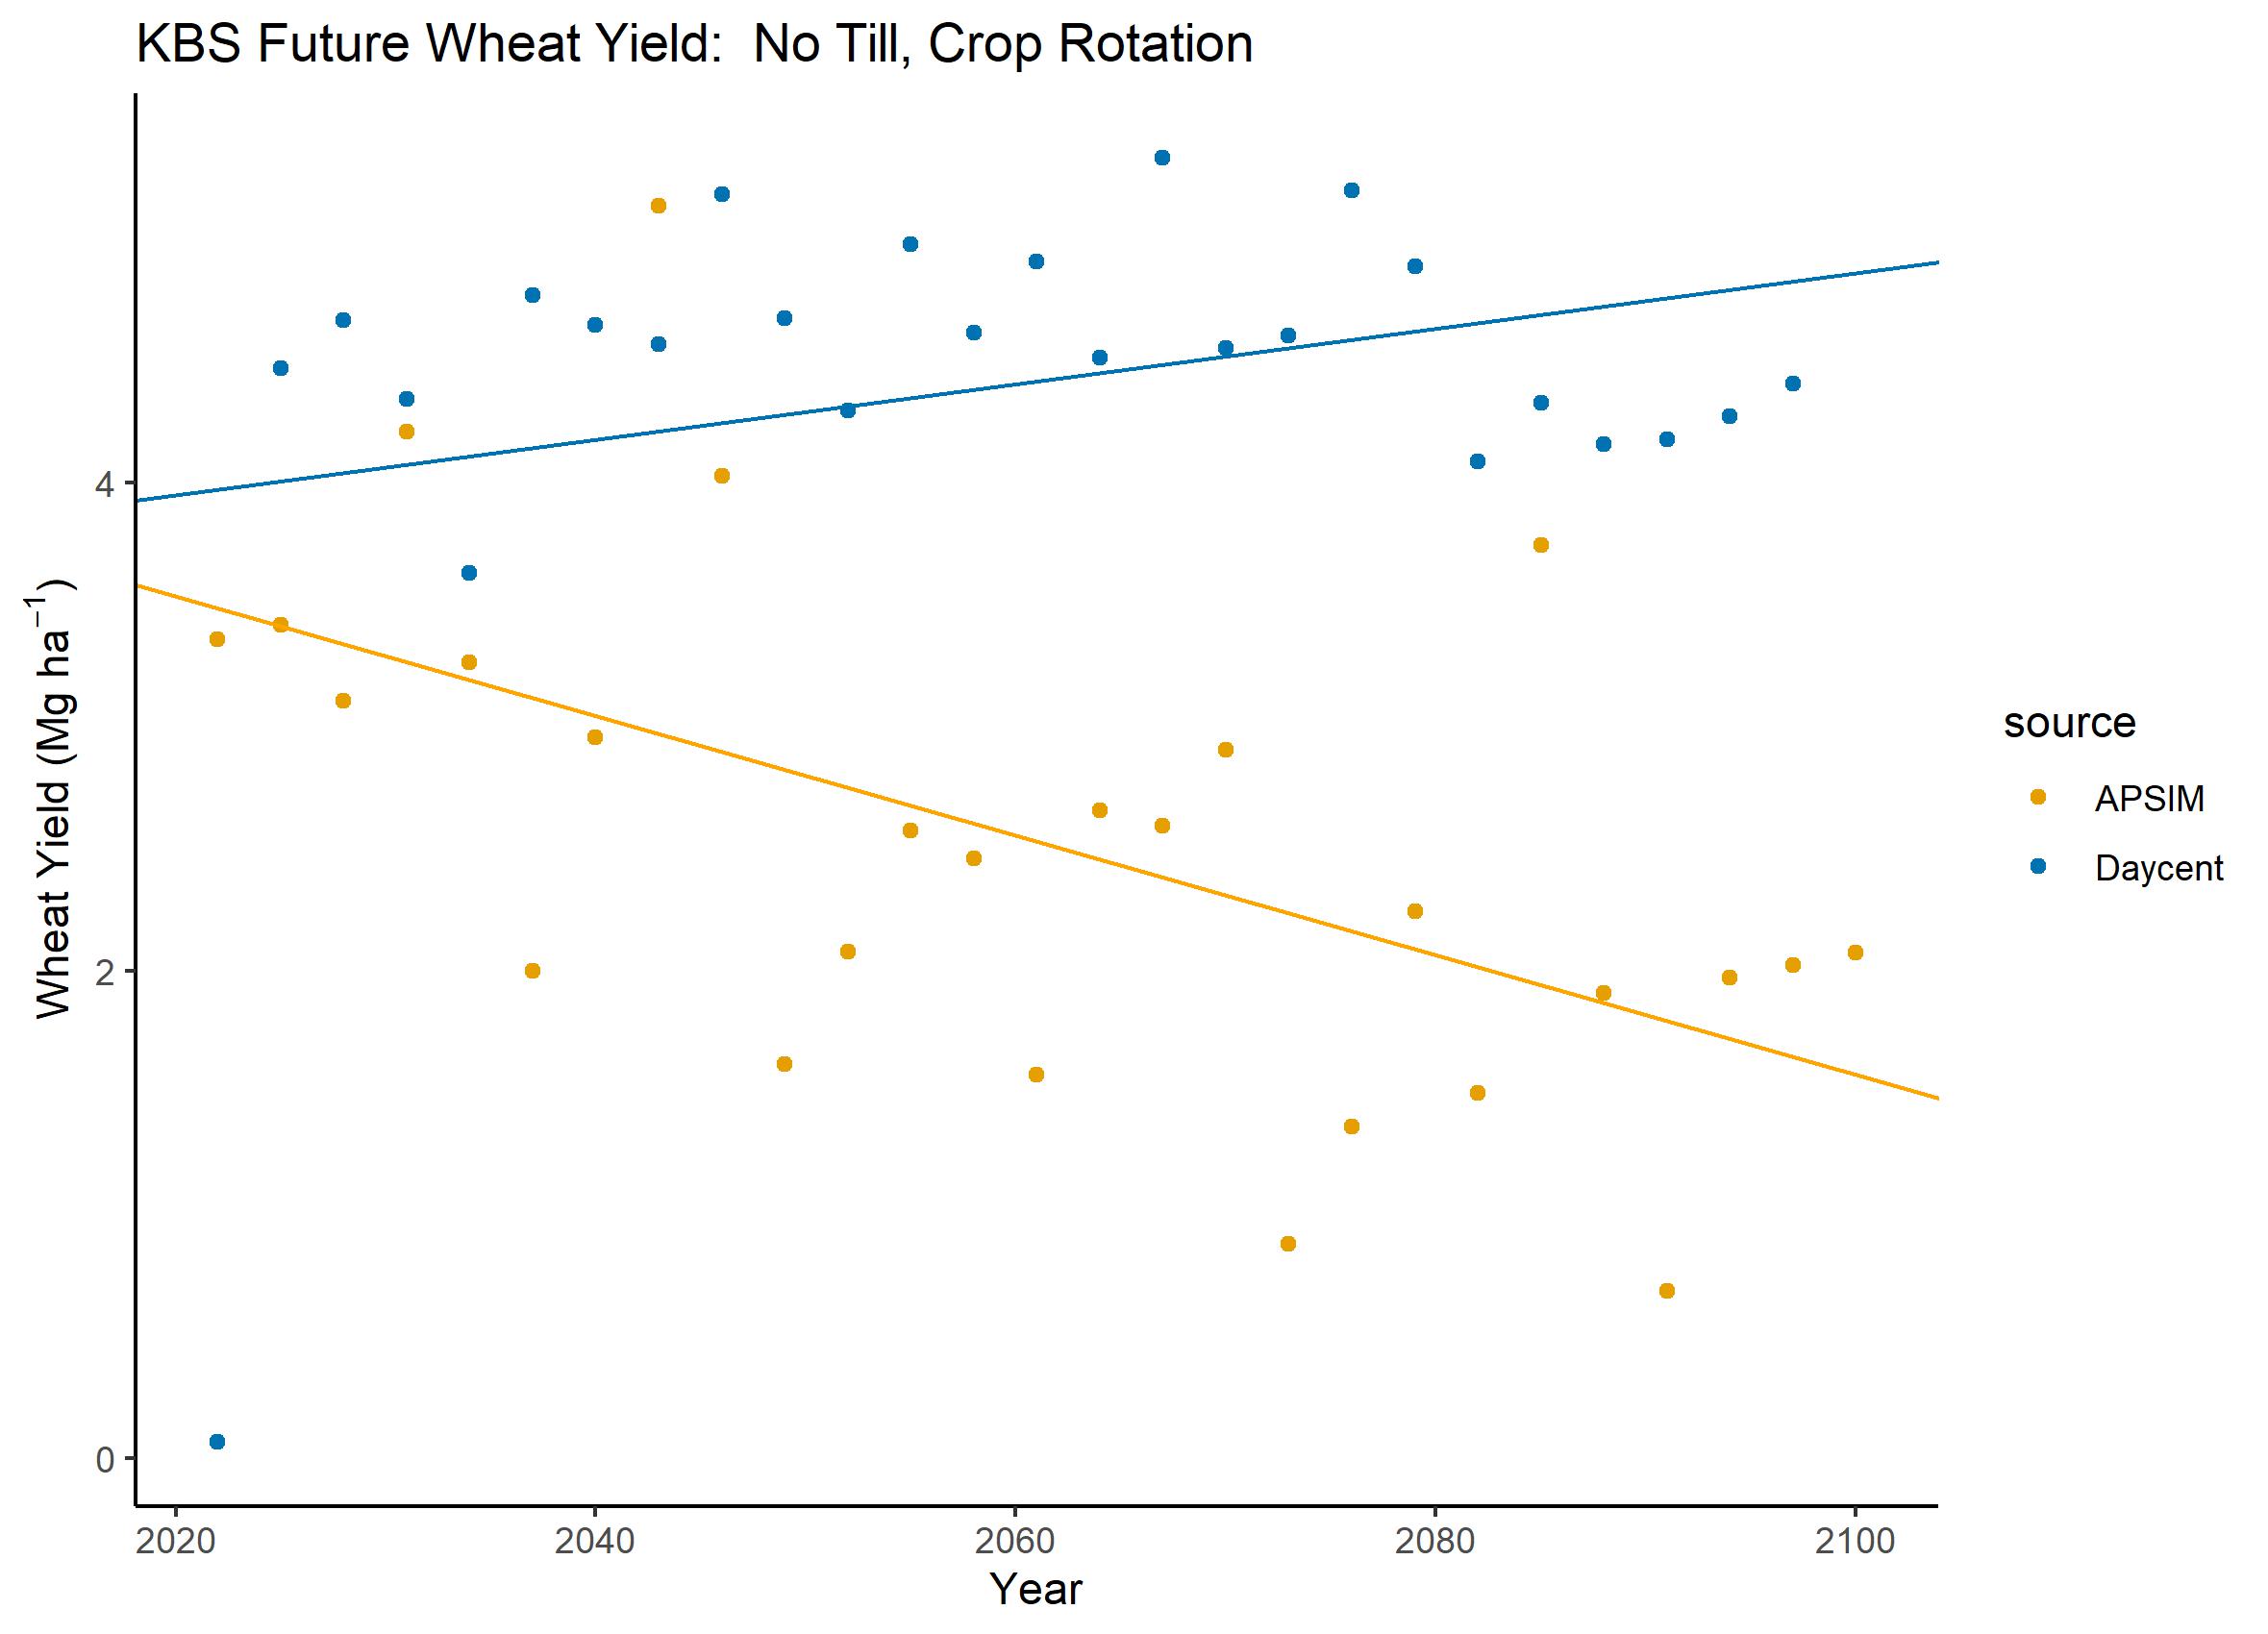 KBS Future Wheat Yield:  No Till, Crop Rotation
Wheat Yield (Mg ha⁻¹)
4
2
0
2020
2040
2060
2080
2100
Year
source
APSIM
Daycent